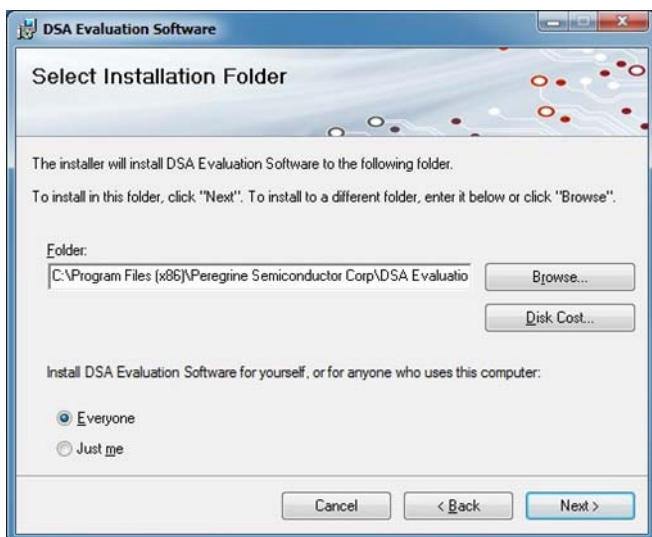 DSA Evaluation Software
Select Installation Folder
The installer will install DSA Evaluation Software to the following folder.
To install in this folder, click "Next". To install to a different folder, enter it below or click "Browse".
Folder:
C:\Program Files (x86)\Peregrine Semiconductor Corp\DSA Evaluatio
Browse...
Disk Cost...
Install DSA Evaluation Software for yourself, or for anyone who uses this computer:
Everyone
Just me
Cancel
< Back
Next >